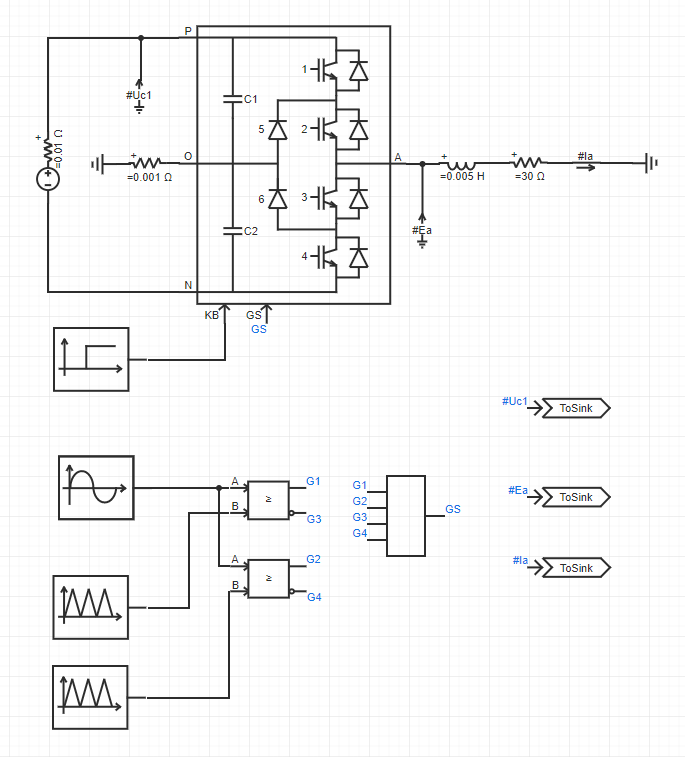 P
1
#Uc1
C1
+
=0.01 Ω
5
2
O
A
+
+
+
#Ia
=0.001 Ω
=0.005 H
=30 Ω
+
−
6
3
C2
#Ea
4
N
KB
GS
GS
#Uc1
ToSink
A
≥
G1
B
G3
G1
G2
G3
G4
GS
#Ea
ToSink
A
≥
G2
B
G4
#Ia
ToSink